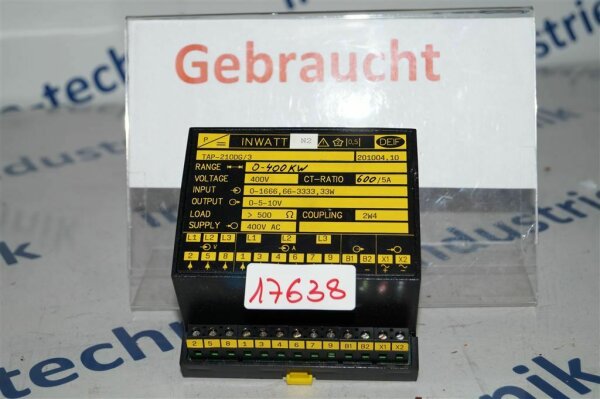 Gebraucht
P INWATT N2 0,5 DEIF
TAP-2100G/3 201004.10
RANGE 0-400KW
VOLTAGE 400V CT-RATIO 600/5A
INPUT 0-1666,66-3333,33W
OUTPUT 0-5-10V
LOAD > 500 Ω COUPLING 2W4
SUPPLY 400V AC
L1 L2 L3 L1 L2 L3
V A
2 5 8 1 3 4 6 7 9 B1 B2 X1 X2
17638
2 5 8 1 3 4 6 7 9 B1 B2 X1 X2